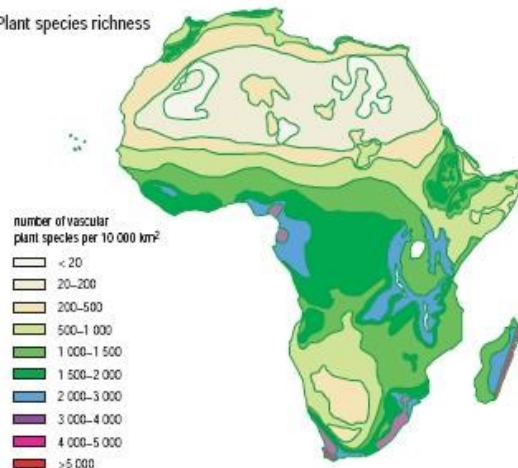 Plant species richness
number of vascular
plant species per 10 000 km²
< 20
20–200
200–500
500–1 000
1 000–1 500
1 500–2 000
2 000–3 000
3 000–4 000
4 000–5 000
>5 000